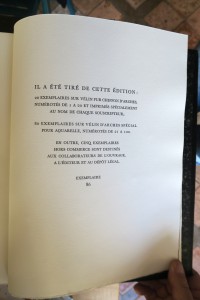 IL A ÉTÉ TIRÉ DE CETTE ÉDITION :
20 EXEMPLAIRES SUR VÉLIN PUR CHIFFON D'ARCHES,
NUMÉROTÉS DE 1 A 20 ET IMPRIMÉS SPÉCIALEMENT
AU NOM DE CHAQUE SOUSCRIPTEUR,
80 EXEMPLAIRES SUR VÉLIN D'ARCHES SPÉCIAL
POUR AQUARELLE, NUMÉROTÉS DE 21 A 100
EN OUTRE, CINQ EXEMPLAIRES
HORS COMMERCE SONT DESTINÉS
AUX COLLABORATEURS DE L'OUVRAGE,
A L'ÉDITEUR ET AU DÉPÔT LÉGAL.
EXEMPLAIRE
86